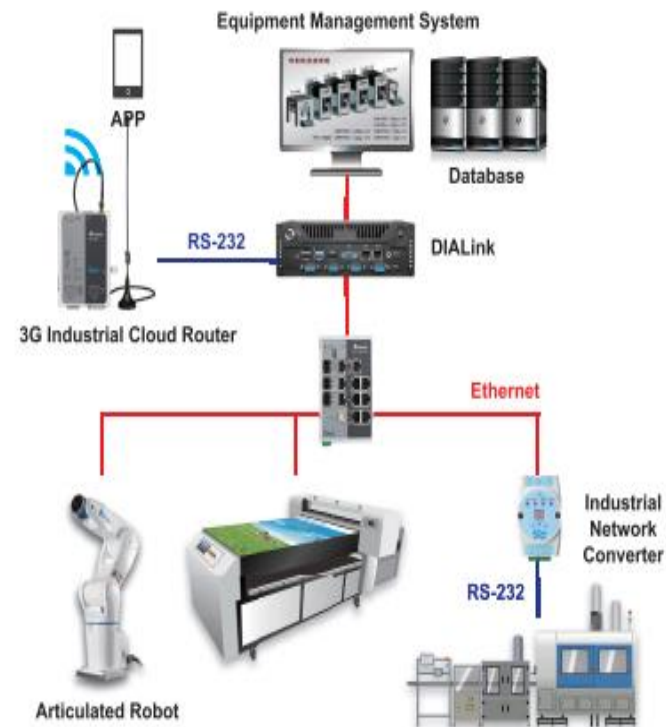 Equipment Management System
APP
Database
RS-232
DIALink
3G Industrial Cloud Router
Ethernet
Industrial
Network
Converter
RS-232
Articulated Robot